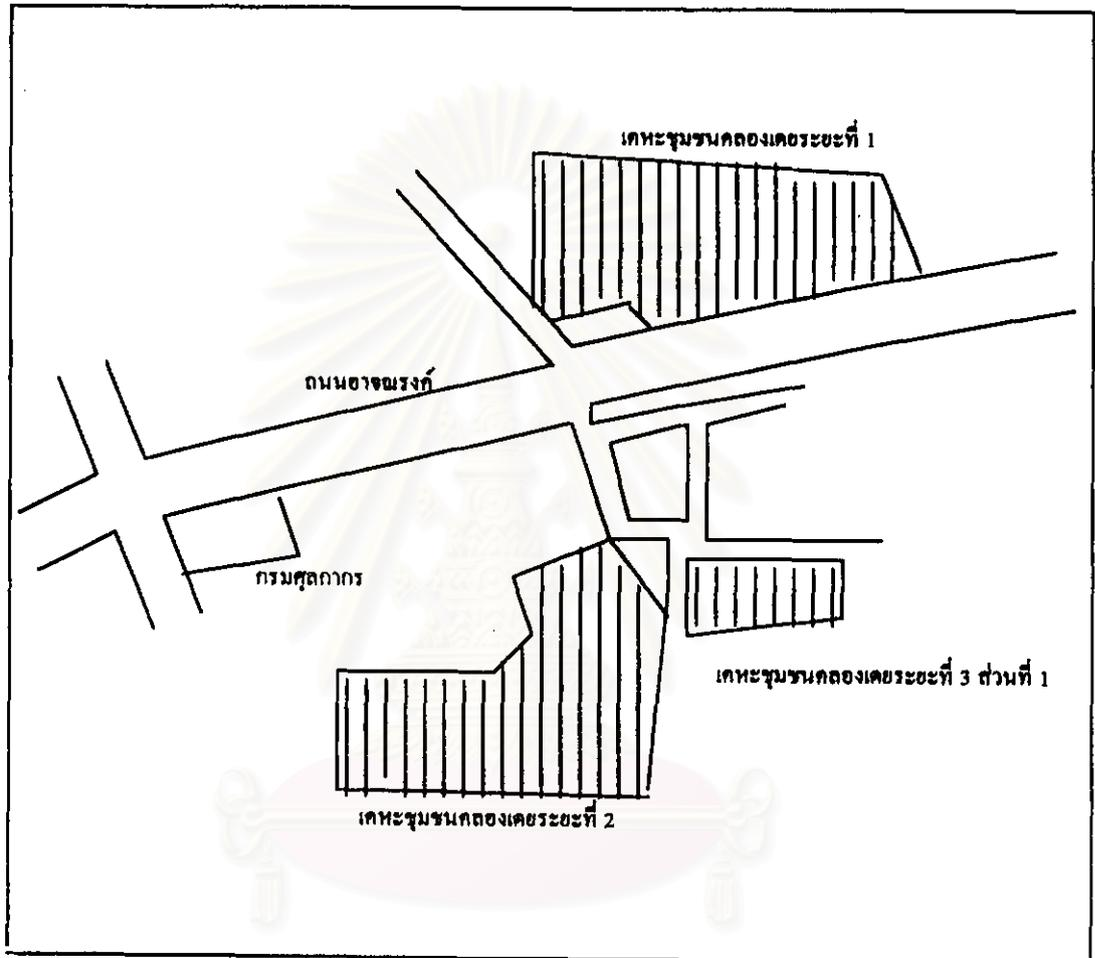 เคหะชุมชนคลองเตยระยะที่ 1
ถนนอาจณรงค์
กรมศุลกากร
เคหะชุมชนคลองเตยระยะที่ 3 ส่วนที่ 1
เคหะชุมชนคลองเตยระยะที่ 2